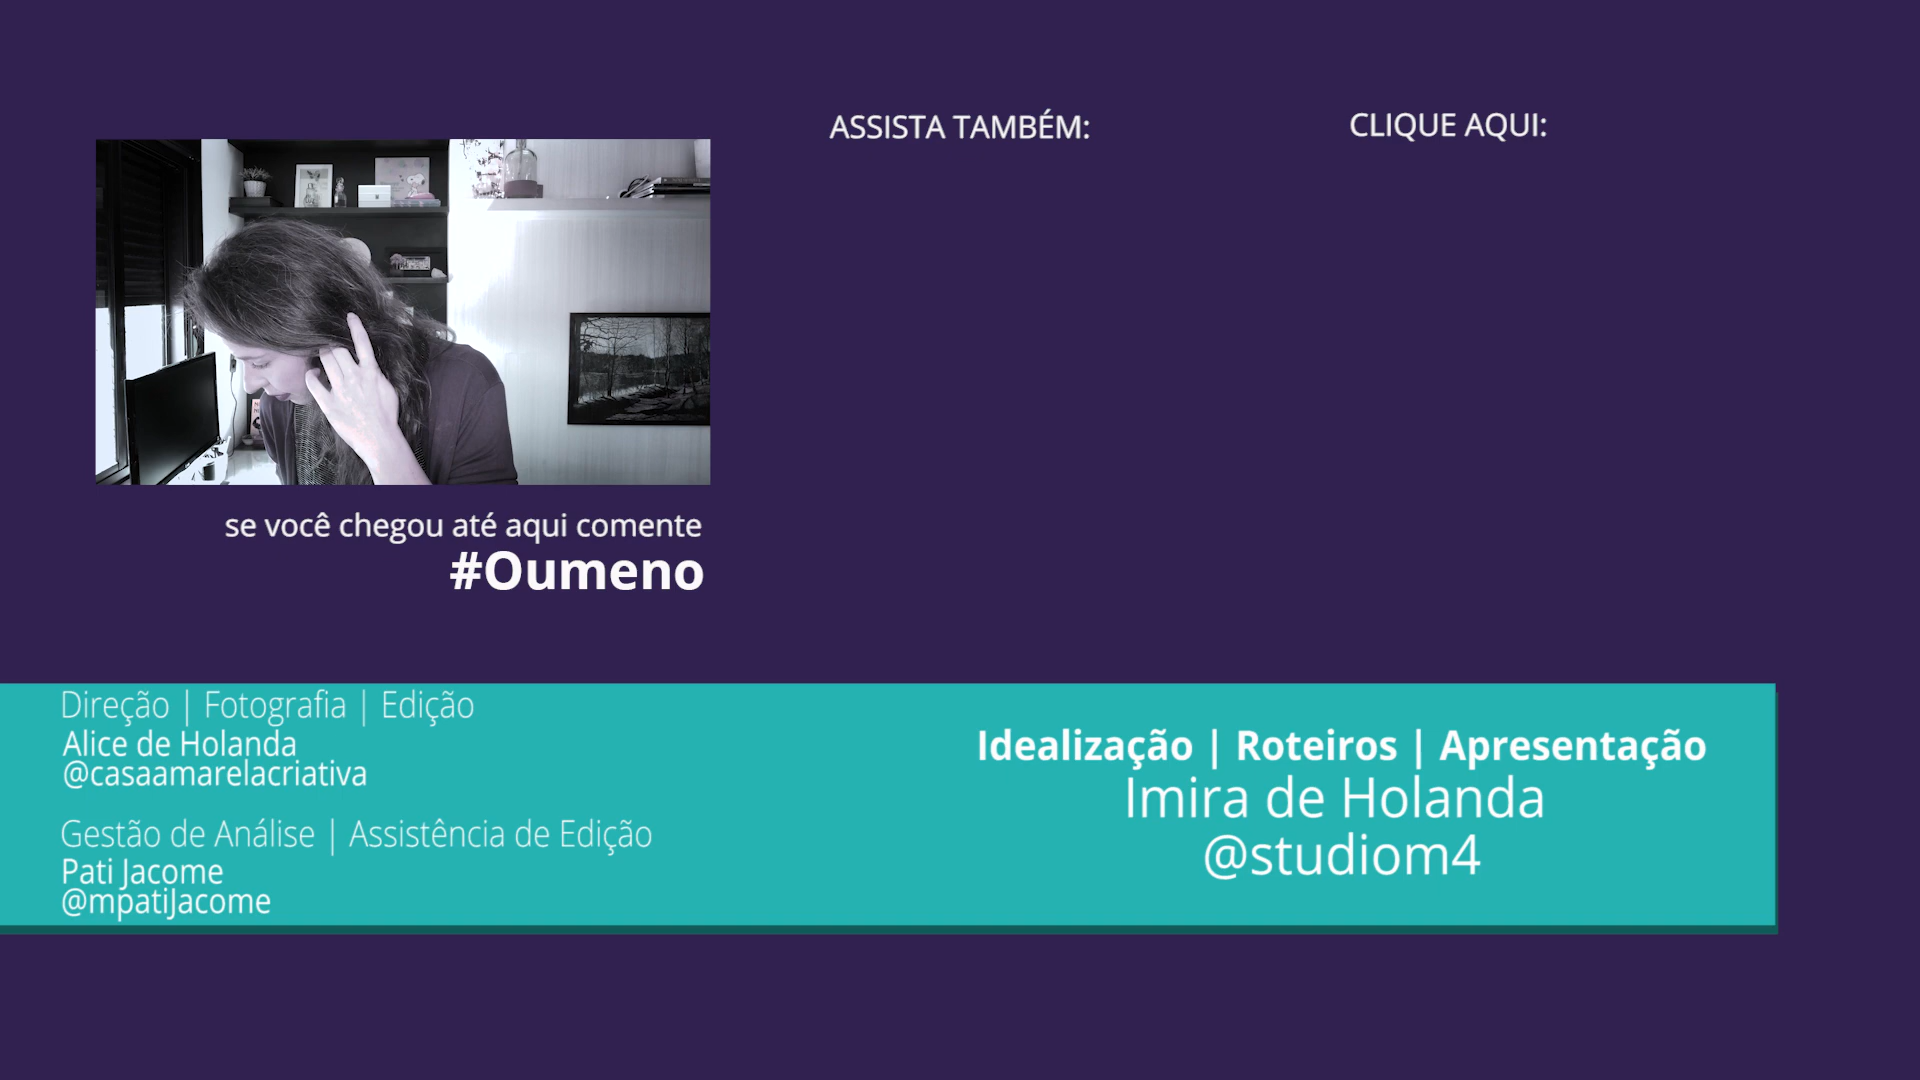 ASSISTA TAMBÉM:
CLIQUE AQUI:
se você chegou até aqui comente
#Oumeno
Direção | Fotografia | Edição
Alice de Holanda
@casaamarelacriativa
Gestão de Análise | Assistência de Edição
Pati Jacome
@mpatiJacome
Idealização | Roteiros | Apresentação
Imira de Holanda
@studiom4